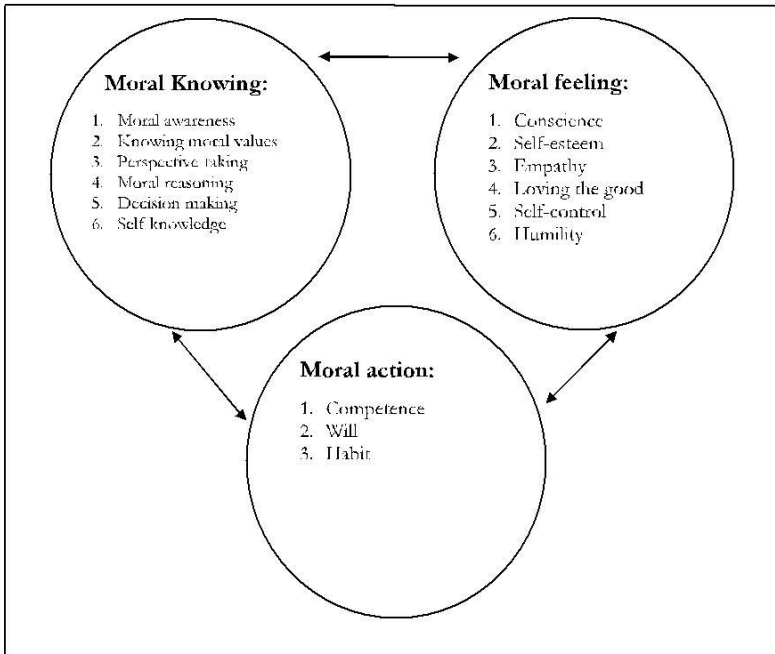 Moral Knowing:
1. Moral awareness
2. Knowing moral values
3. Perspective taking
4. Moral reasoning
5. Decision making
6. Self knowledge
Moral feeling:
1. Conscience
2. Self-esteem
3. Empathy
4. Loving the good
5. Self-control
6. Humility
Moral action:
1. Competence
2. Will
3. Habit